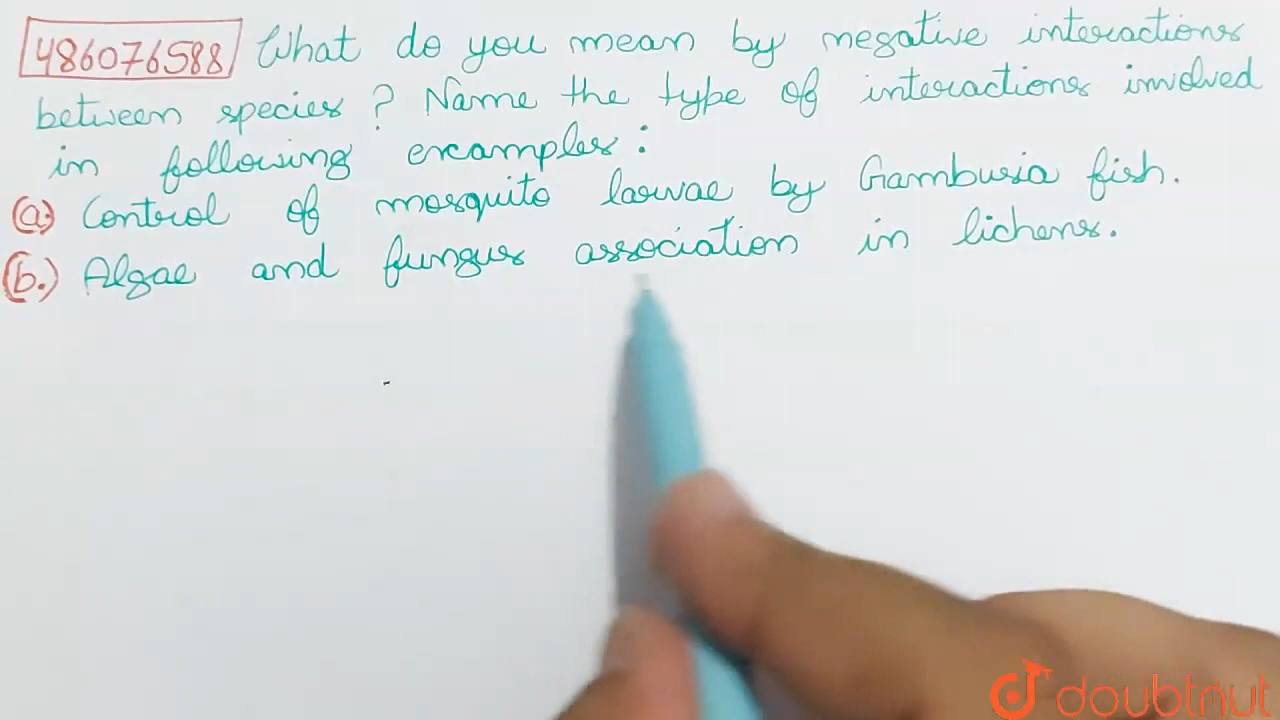 486076588 What do you mean by negative interactions
between species? Name the type of interactions involved
in following examples:
(a.) Control of mosquito larvae by Gambusia fish.
(b.) Algae and fungus association in lichens.
doubtnut